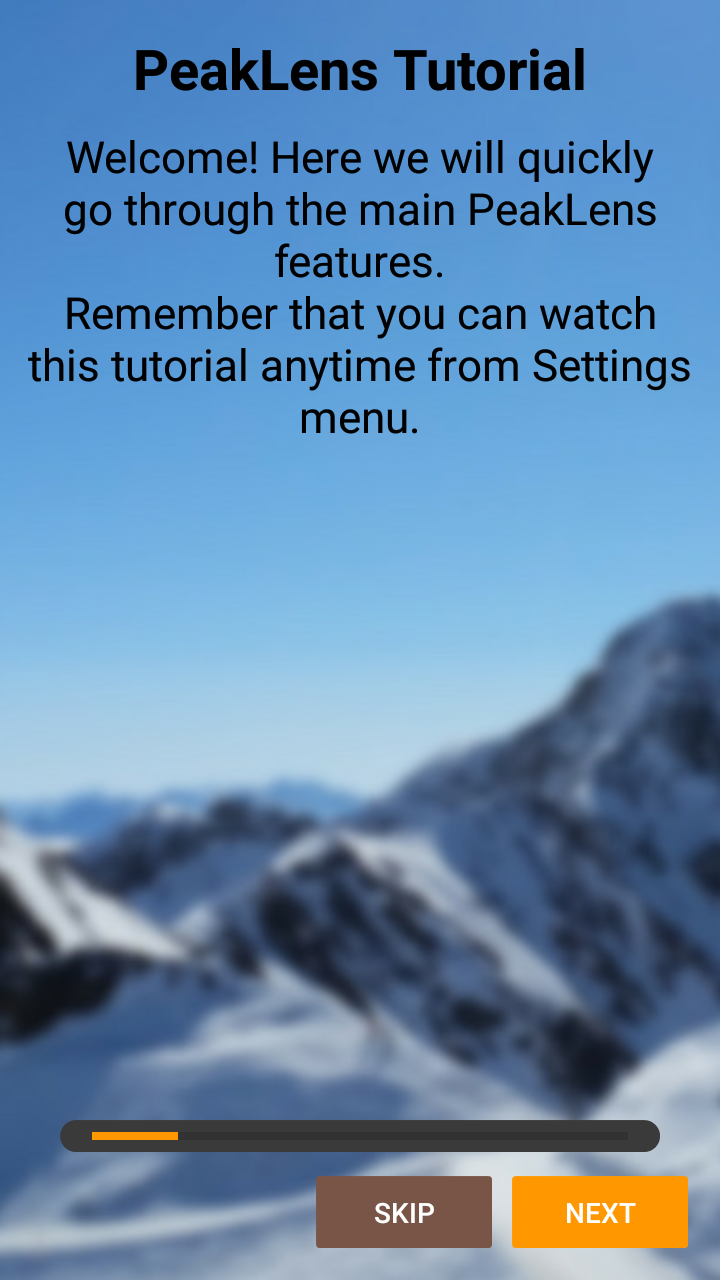 PeakLens Tutorial
Welcome! Here we will quickly
go through the main PeakLens
features.
Remember that you can watch
this tutorial anytime from Settings
menu.
SKIP
NEXT